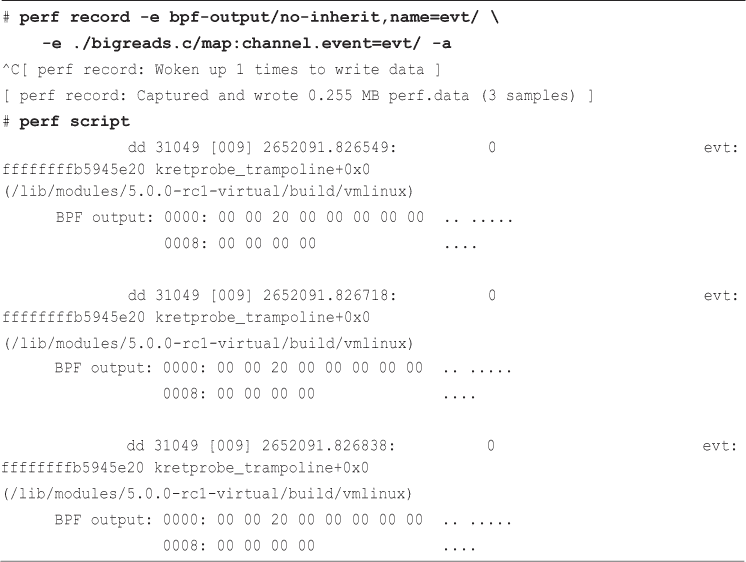 # perf record -e bpf-output/no-inherit,name=evt/ \
-e ./bigreads.c/map:channel.event=evt/ -a
^C[ perf record: Woken up 1 times to write data ]
[ perf record: Captured and wrote 0.255 MB perf.data (3 samples) ]
# perf script
dd 31049 [009] 2652091.826549: 0 evt:
ffffffffb5945e20 kretprobe_trampoline+0x0
(/lib/modules/5.0.0-rc1-virtual/build/vmlinux)
BPF output: 0000: 00 00 20 00 00 00 00 00 .. .....
0008: 00 00 00 00 ....
dd 31049 [009] 2652091.826718: 0 evt:
ffffffffb5945e20 kretprobe_trampoline+0x0
(/lib/modules/5.0.0-rc1-virtual/build/vmlinux)
BPF output: 0000: 00 00 20 00 00 00 00 00 .. .....
0008: 00 00 00 00 ....
dd 31049 [009] 2652091.826838: 0 evt:
ffffffffb5945e20 kretprobe_trampoline+0x0
(/lib/modules/5.0.0-rc1-virtual/build/vmlinux)
BPF output: 0000: 00 00 20 00 00 00 00 00 .. .....
0008: 00 00 00 00 ....